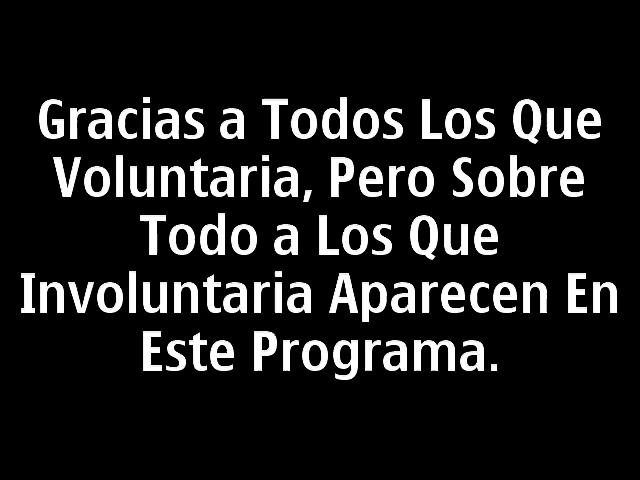 Gracias a Todos Los Que
Voluntaria, Pero Sobre
Todo a Los Que
Involuntaria Aparecen En
Este Programa.